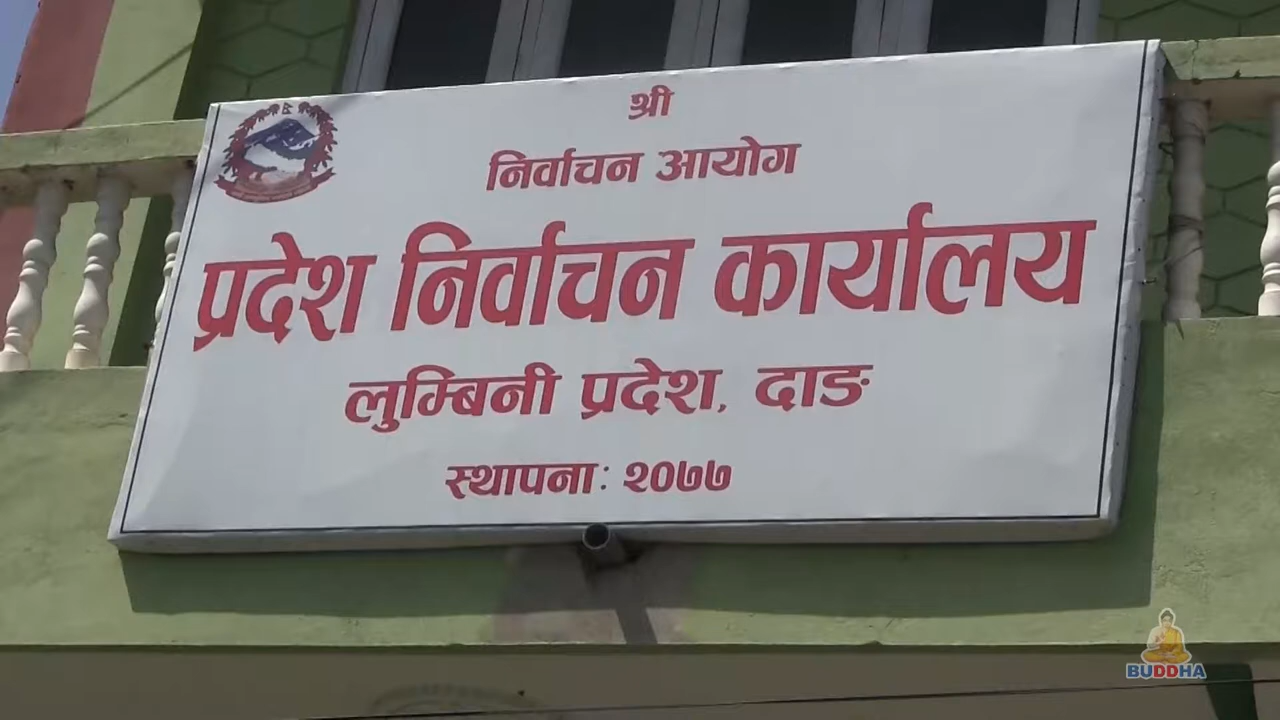 श्री
निर्वाचन आयोग
प्रदेश निर्वाचन कार्यालय
लुम्बिनी प्रदेश, दाङ
स्थापना: २०७७
BUDDHA